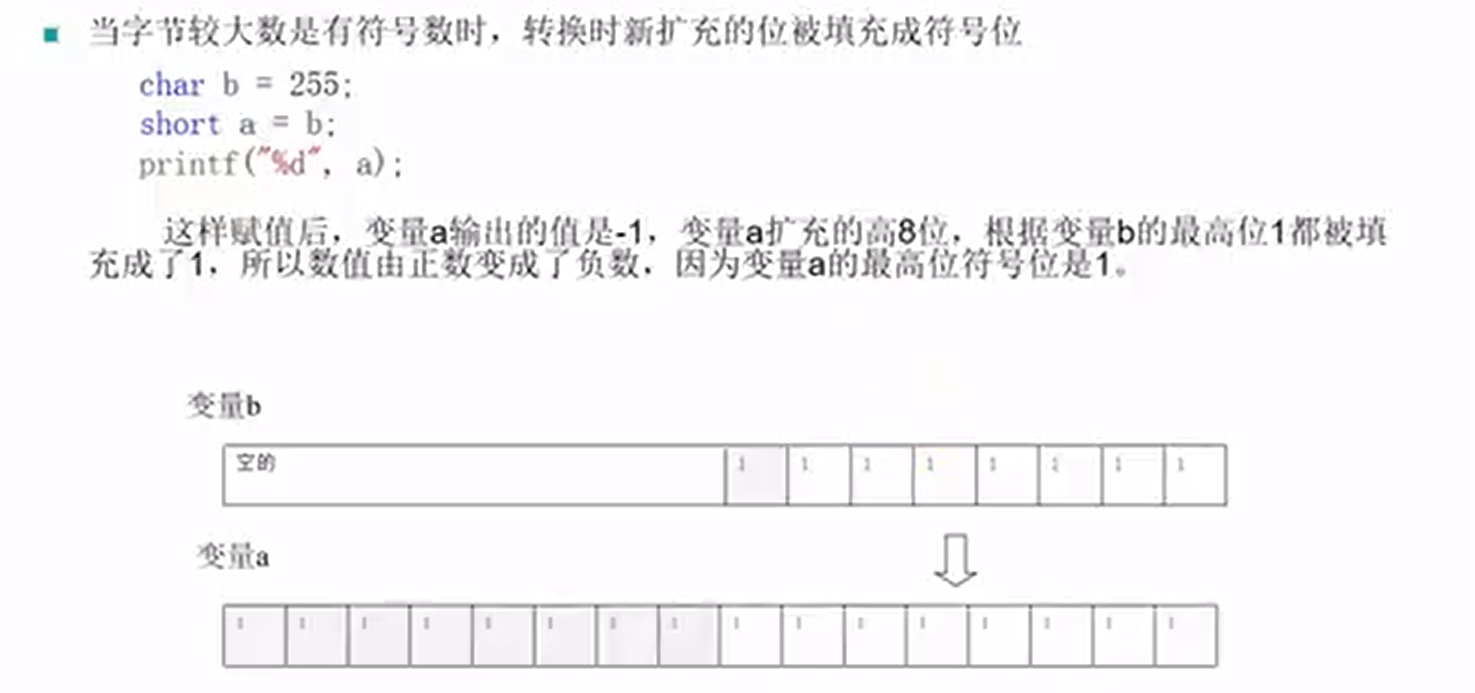 当字节较大数是有符号数时，转换时新扩充的位被填充成符号位
char b = 255;
short a = b;
printf("%d", a);
这样赋值后，变量a输出的值是-1，变量a扩充的高8位，根据变量b的最高位1都被填
充成了1，所以数值由正数变成了负数，因为变量a的最高位符号位是1。
变量b
空的 1 1 1 1 1 1 1 1
变量a
1 1 1 1 1 1 1 1 1 1 1 1 1 1 1 1